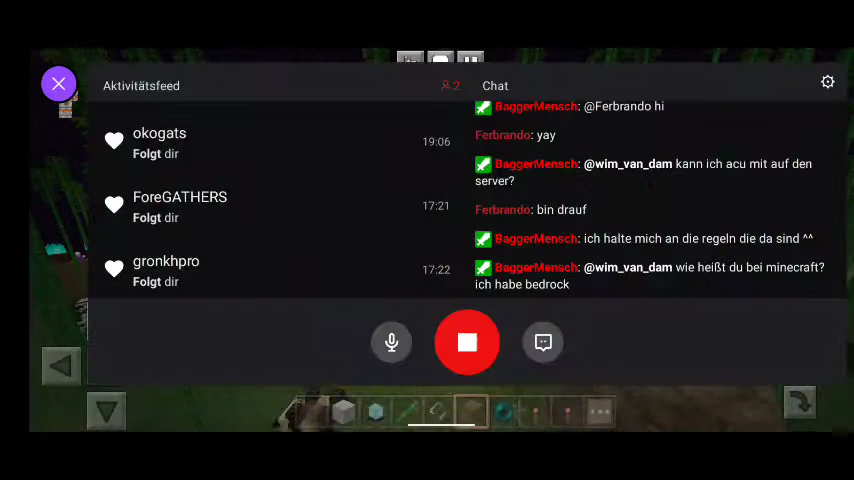 Aktivitätsfeed
2
Chat
okogats
Folgt dir
19:06
ForeGATHERS
Folgt dir
17:21
gronkhpro
Folgt dir
17:22
BaggerMensch: @Ferbrando hi
Ferbrando: yay
BaggerMensch: @wim_van_dam kann ich acu mit auf den
server?
Ferbrando: bin drauf
BaggerMensch: ich halte mich an die regeln die da sind ^^
BaggerMensch: @wim_van_dam wie heißt du bei minecraft?
ich habe bedrock